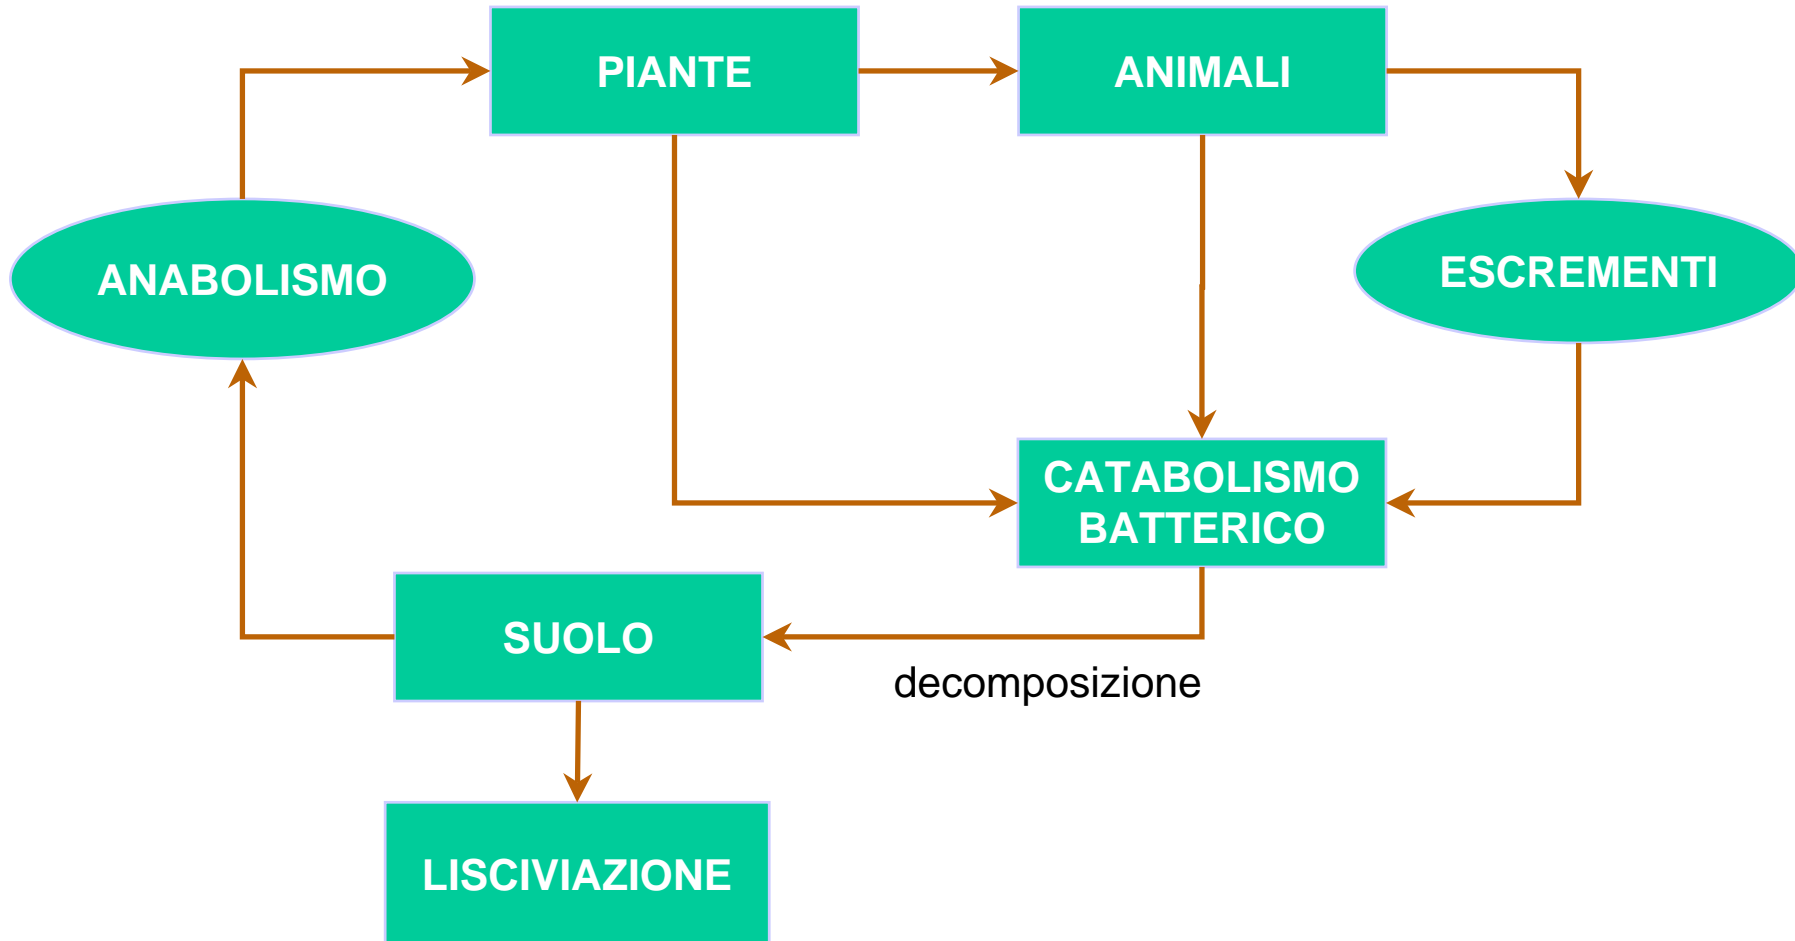 PIANTE
ANIMALI
ANABOLISMO
ESCREMENTI
CATABOLISMO
BATTERICO
SUOLO
decomposizione
LISCIVIAZIONE